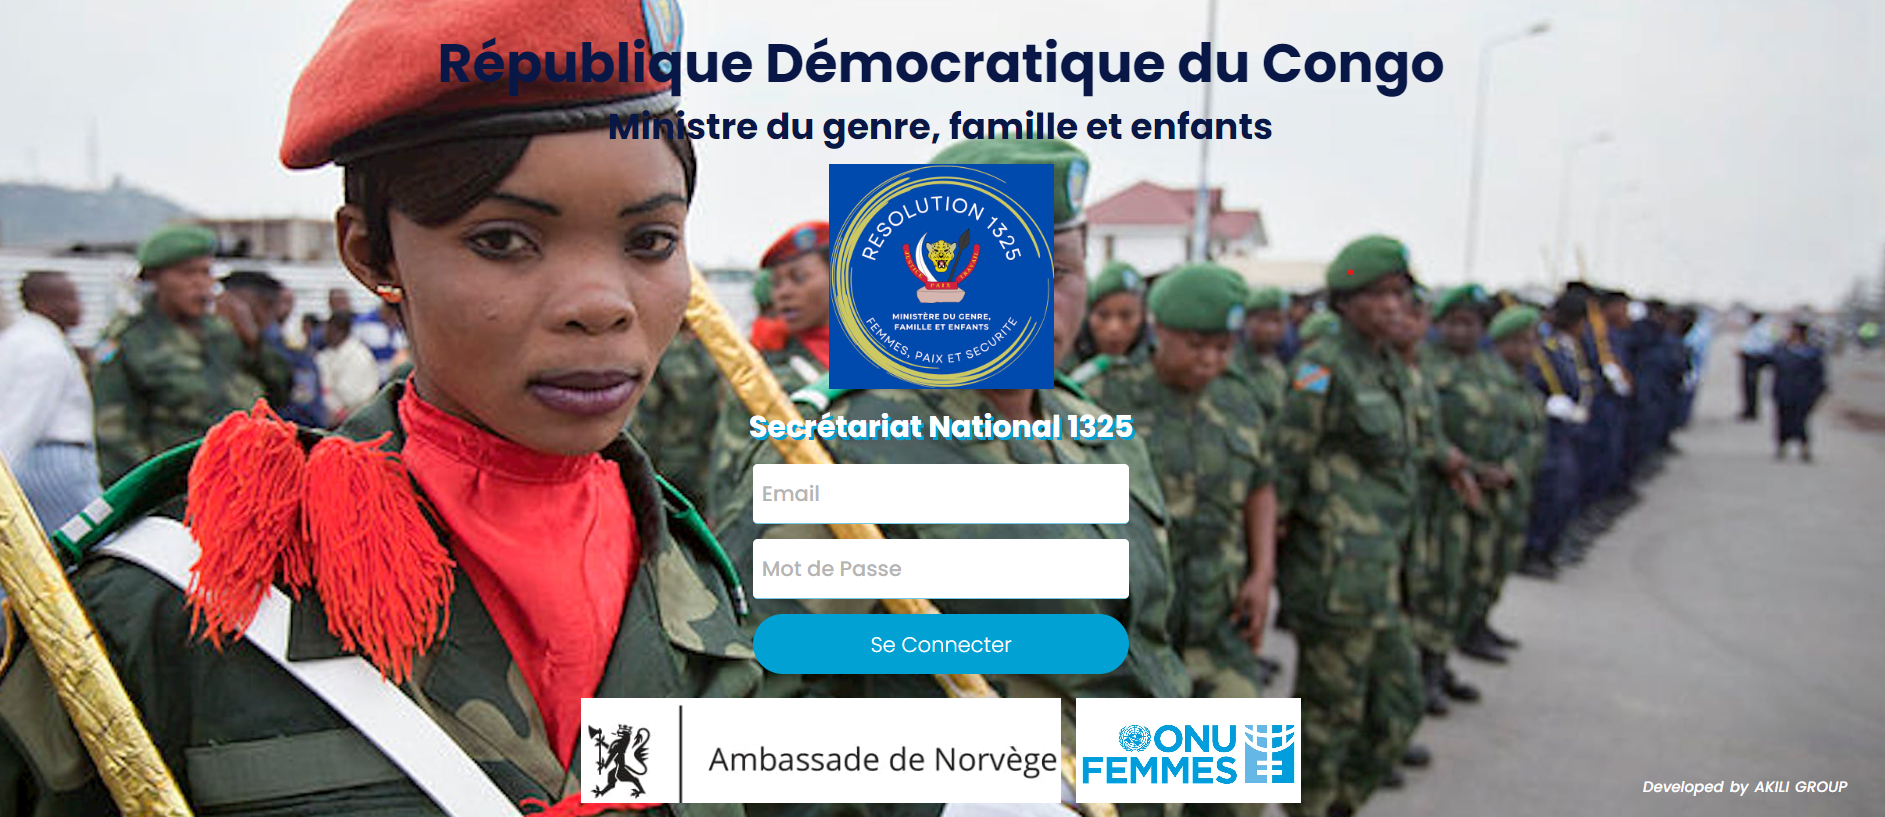 République Démocratique du Congo
Ministre du genre, famille et enfants
RESOLUTION 1325
JUSTICE PAIX TRAVAIL
MINISTÈRE DU GENRE,
FAMILLE ET ENFANTS
FEMMES, PAIX ET SECURITE
Secrétariat National 1325
Email
Mot de Passe
Se Connecter
Ambassade de Norvège
ONU
FEMMES
Developed by AKILI GROUP